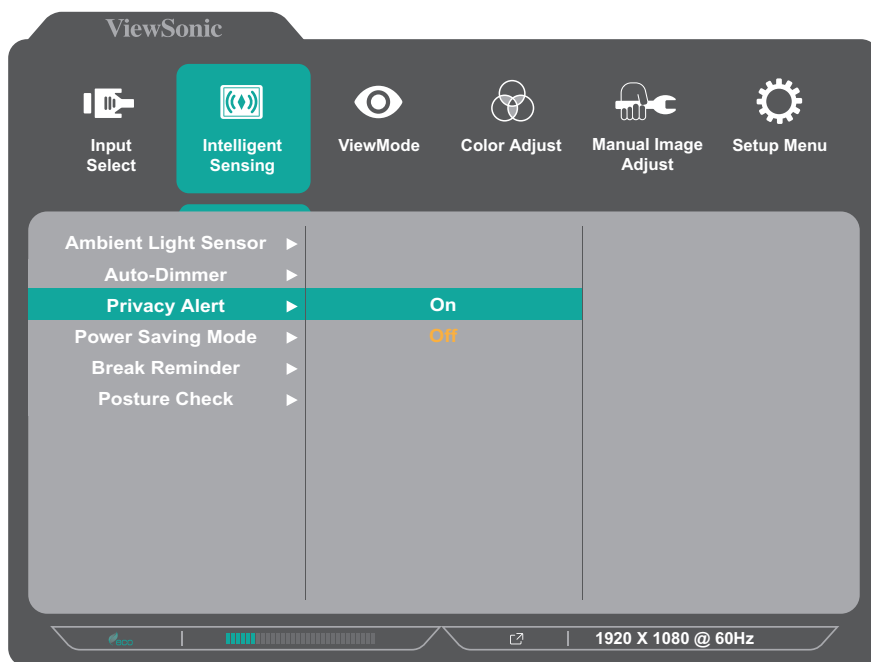 ViewSonic
Input Select
Intelligent Sensing
ViewMode
Color Adjust
Manual Image Adjust
Setup Menu
Ambient Light Sensor
Auto-Dimmer
Privacy Alert
On
Power Saving Mode
Off
Break Reminder
Posture Check
eco
1920 X 1080 @ 60Hz